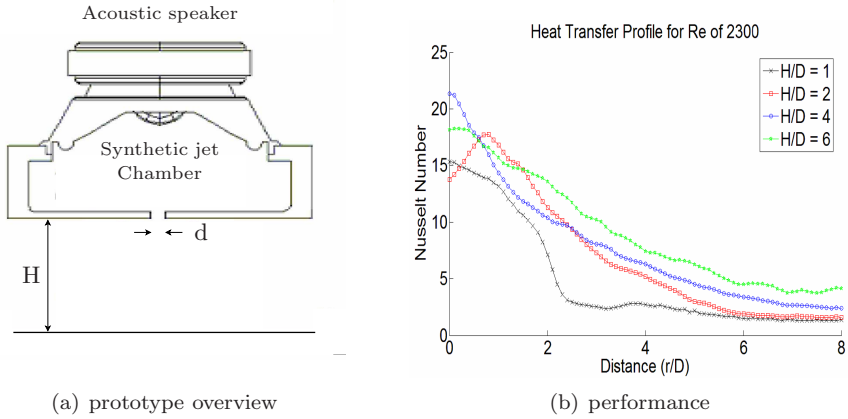 Acoustic speaker
Synthetic jet
Chamber
d
H
(a) prototype overview
Heat Transfer Profile for Re of 2300
25
20
15
10
5
0
Nusselt Number
0 2 4 6 8
Distance (r/D)
H/D = 1
H/D = 2
H/D = 4
H/D = 6
(b) performance